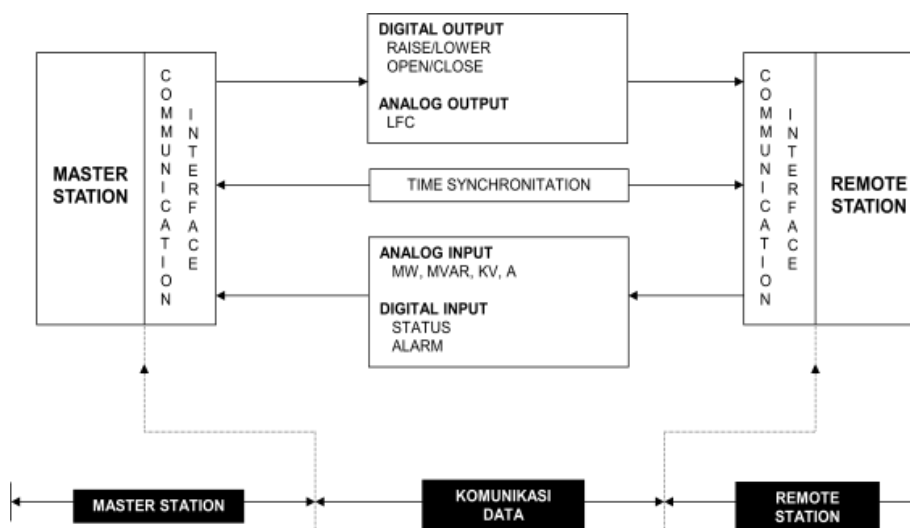 MASTER
STATION
COMMUNICATION
INTERFACE
DIGITAL OUTPUT
RAISE/LOWER
OPEN/CLOSE
ANALOG OUTPUT
LFC
TIME SYNCHRONITATION
ANALOG INPUT
MW, MVAR, KV, A
DIGITAL INPUT
STATUS
ALARM
COMMUNICATION
INTERFACE
REMOTE
STATION
MASTER STATION
KOMUNIKASI
DATA
REMOTE
STATION